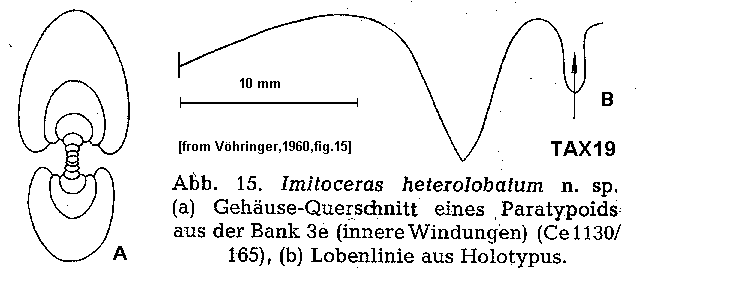 10 mm
B
[from Vöhringer,1960,fig.15]
TAX19
Abb. 15. Imitoceras heterolobatum n. sp.
(a) Gehäuse-Querschnitt eines Paratypoids
aus der Bank 3e (innere Windungen) (Ce 1130/
165), (b) Lobenlinie aus Holotypus.
A